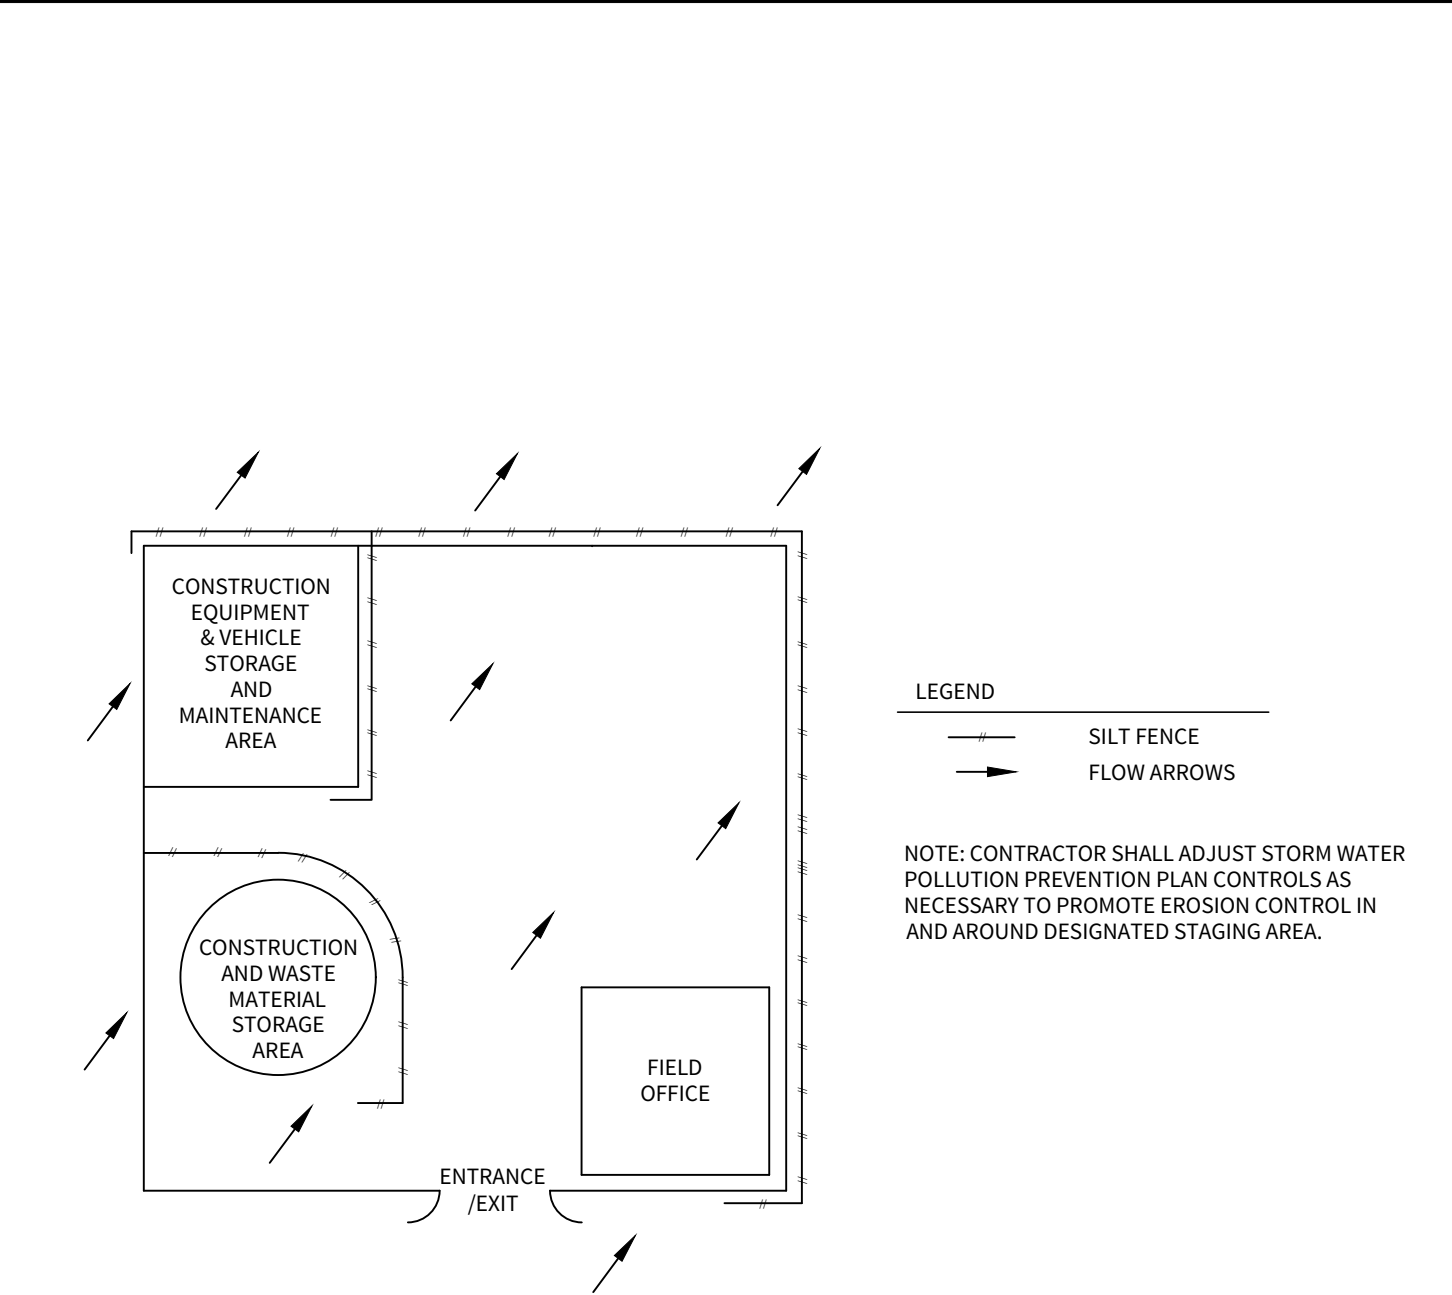 CONSTRUCTION
EQUIPMENT
& VEHICLE
STORAGE
AND
MAINTENANCE
AREA
CONSTRUCTION
AND WASTE
MATERIAL
STORAGE
AREA
FIELD
OFFICE
ENTRANCE
/EXIT
LEGEND
SILT FENCE
FLOW ARROWS
NOTE: CONTRACTOR SHALL ADJUST STORM WATER
POLLUTION PREVENTION PLAN CONTROLS AS
NECESSARY TO PROMOTE EROSION CONTROL IN
AND AROUND DESIGNATED STAGING AREA.